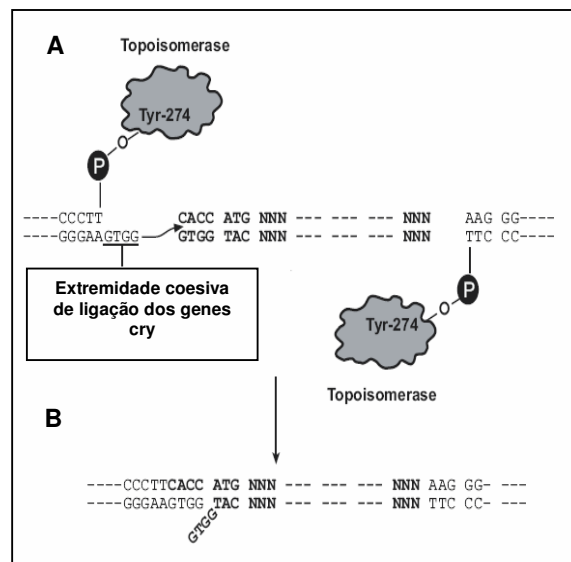 A
Topoisomerase
Tyr-274
O
P
----CCCTT CACC ATG NNN --- --- --- --- NNN AAG GG----
----GGGAAGTGG GTGG TAC NNN --- --- --- --- NNN TTC CC----
Extremidade coesiva
de ligação dos genes
cry
P
O
Tyr-274
Topoisomerase
B
----CCCTTCACC ATG NNN --- --- --- --- NNN AAG GG- ---
----GGGAAGTGG TAC NNN --- --- --- --- NNN TTC CC- ---
GTGG